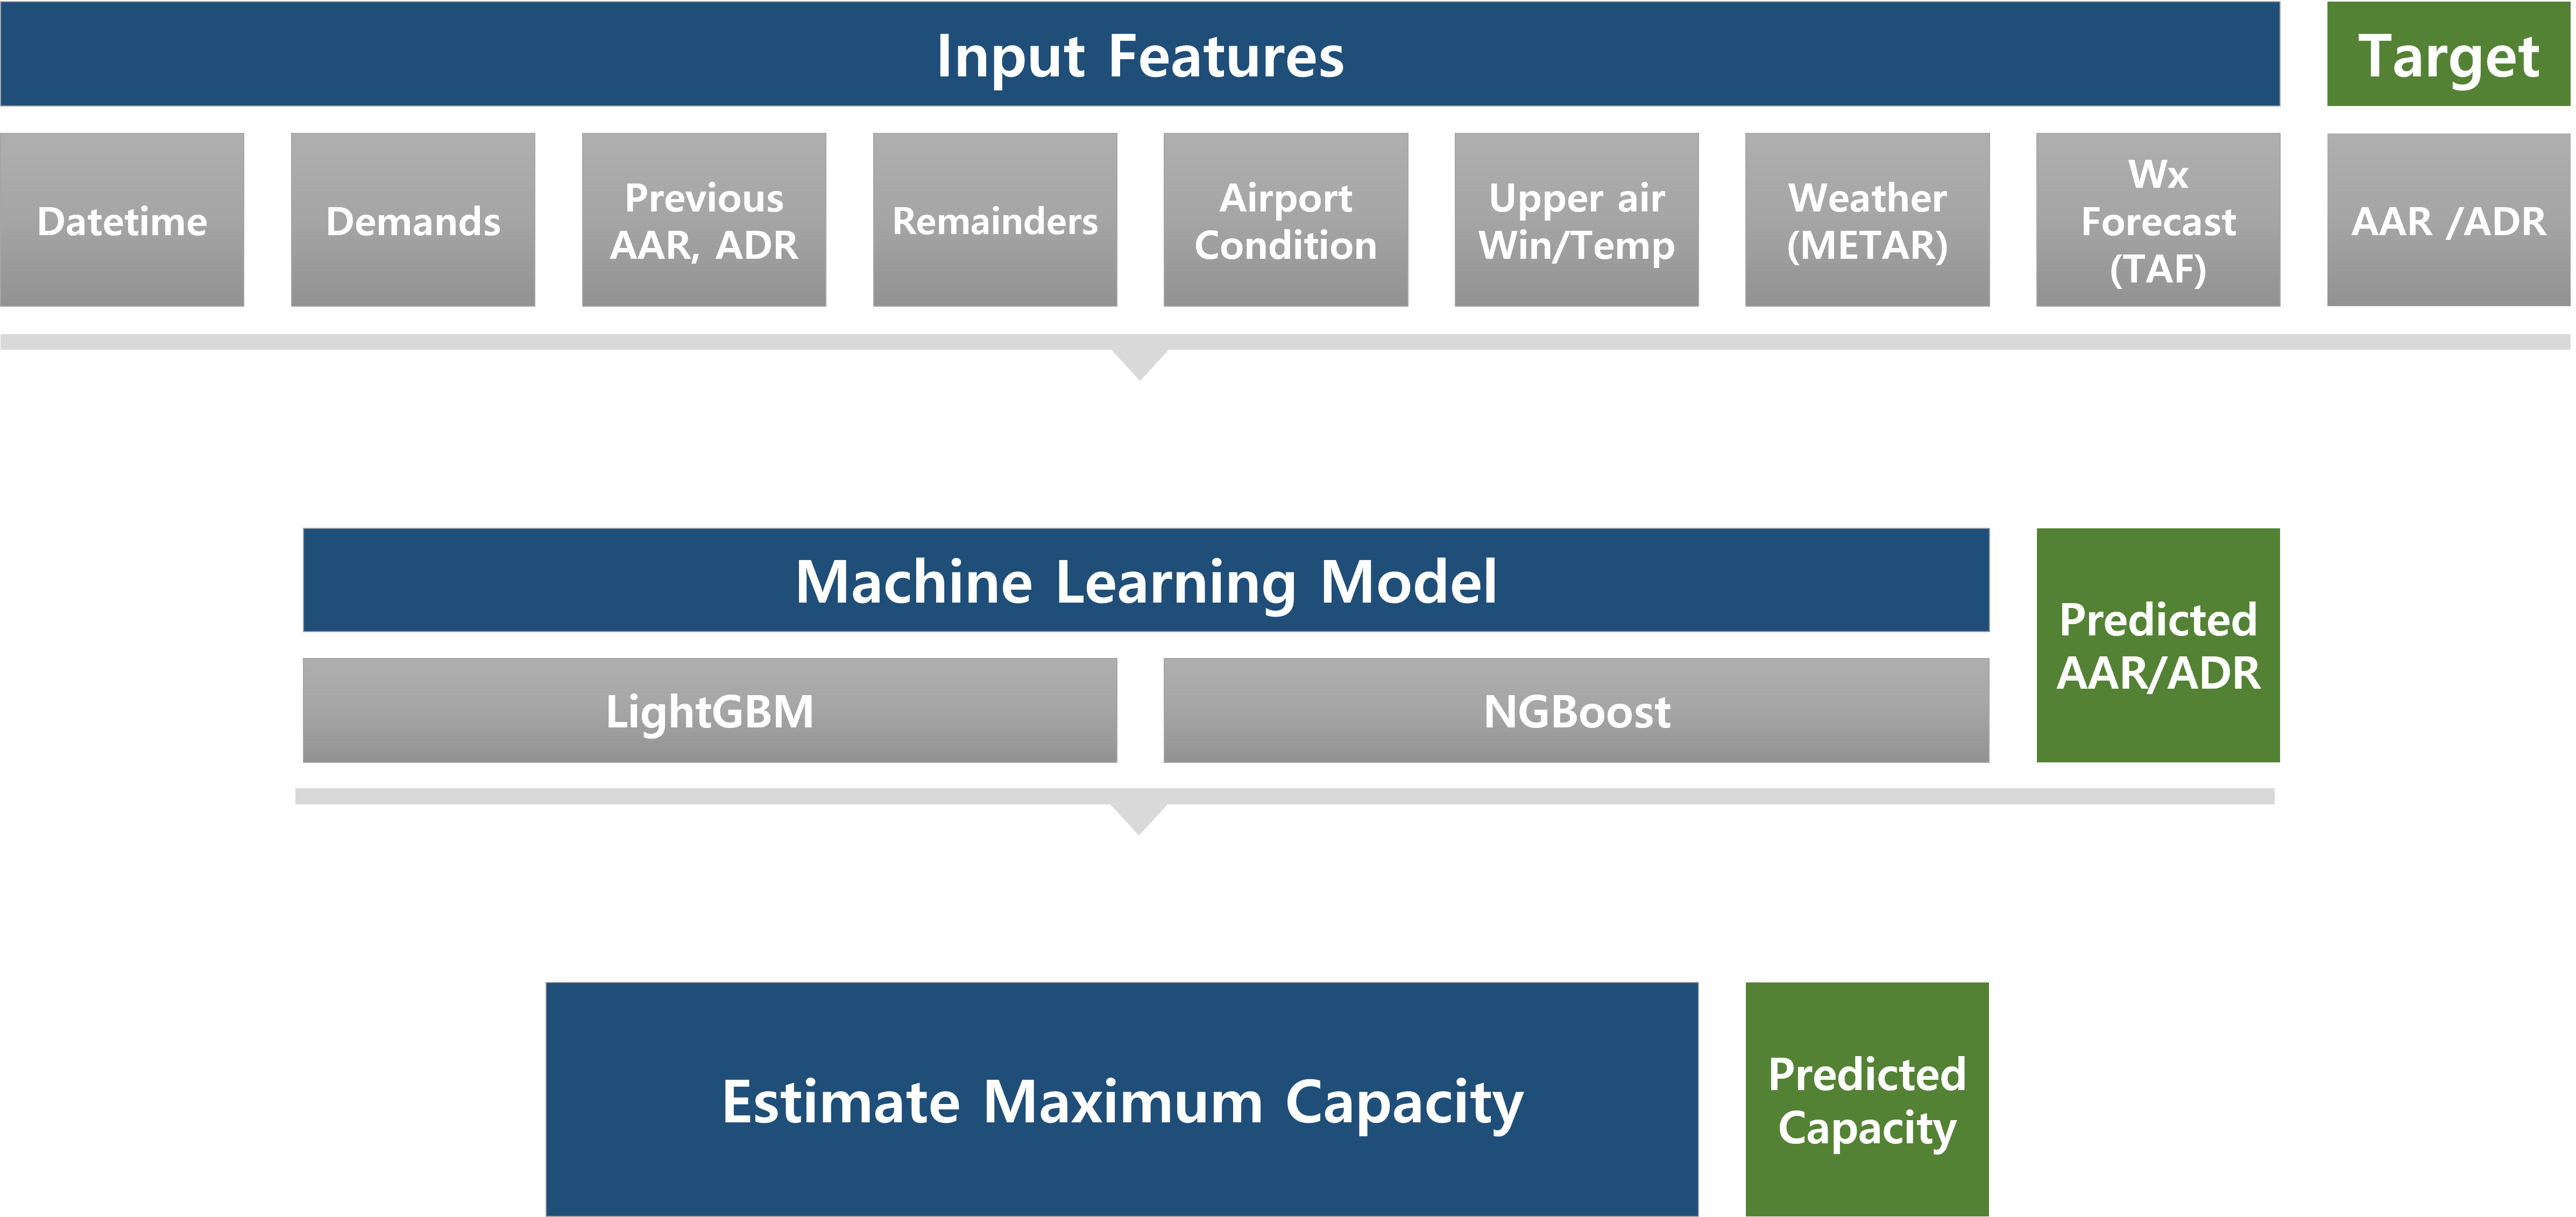 Input Features
Target
Datetime
Demands
Previous
AAR, ADR
Remainders
Airport
Condition
Upper air
Win/Temp
Weather
(METAR)
Wx
Forecast
(TAF)
AAR /ADR
Machine Learning Model
Predicted
AAR/ADR
LightGBM
NGBoost
Estimate Maximum Capacity
Predicted
Capacity